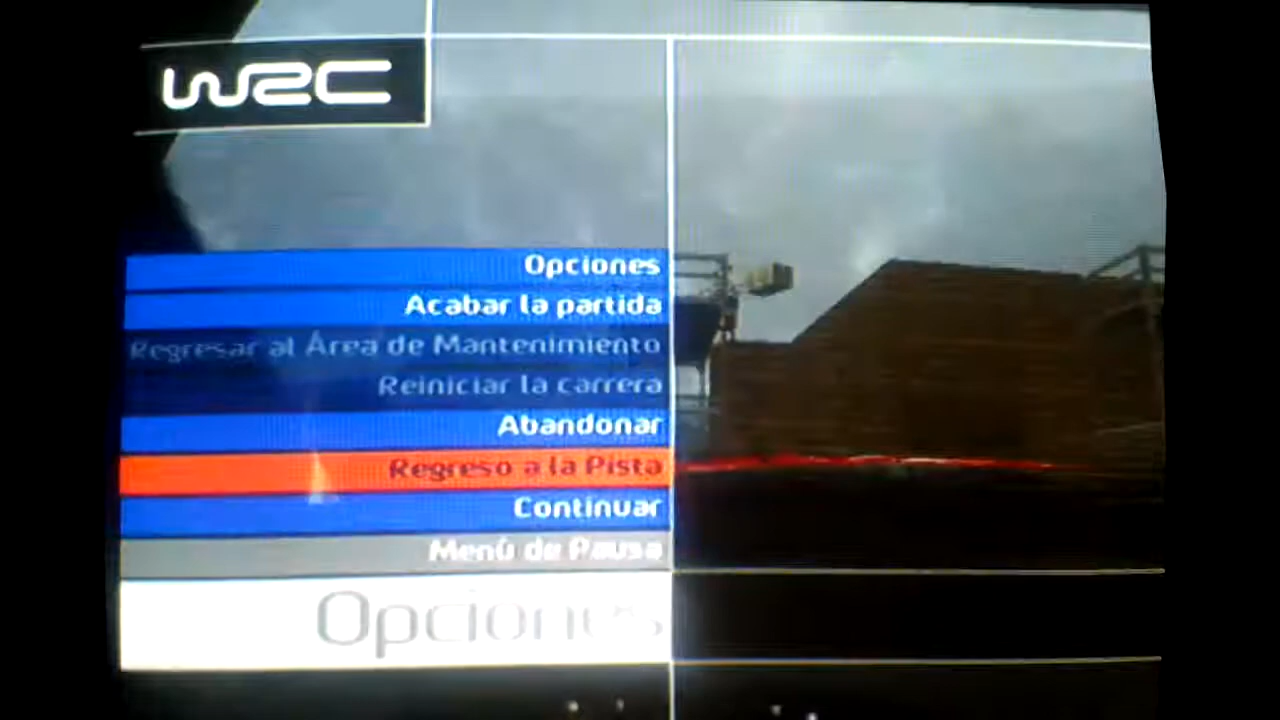 WRC
Opciones
Acabar la partida
Regresar al Área de Mantenimiento
Reiniciar la carrera
Abandonar
Regreso a la Pista
Continuar
Menú de Pausa
Opciones